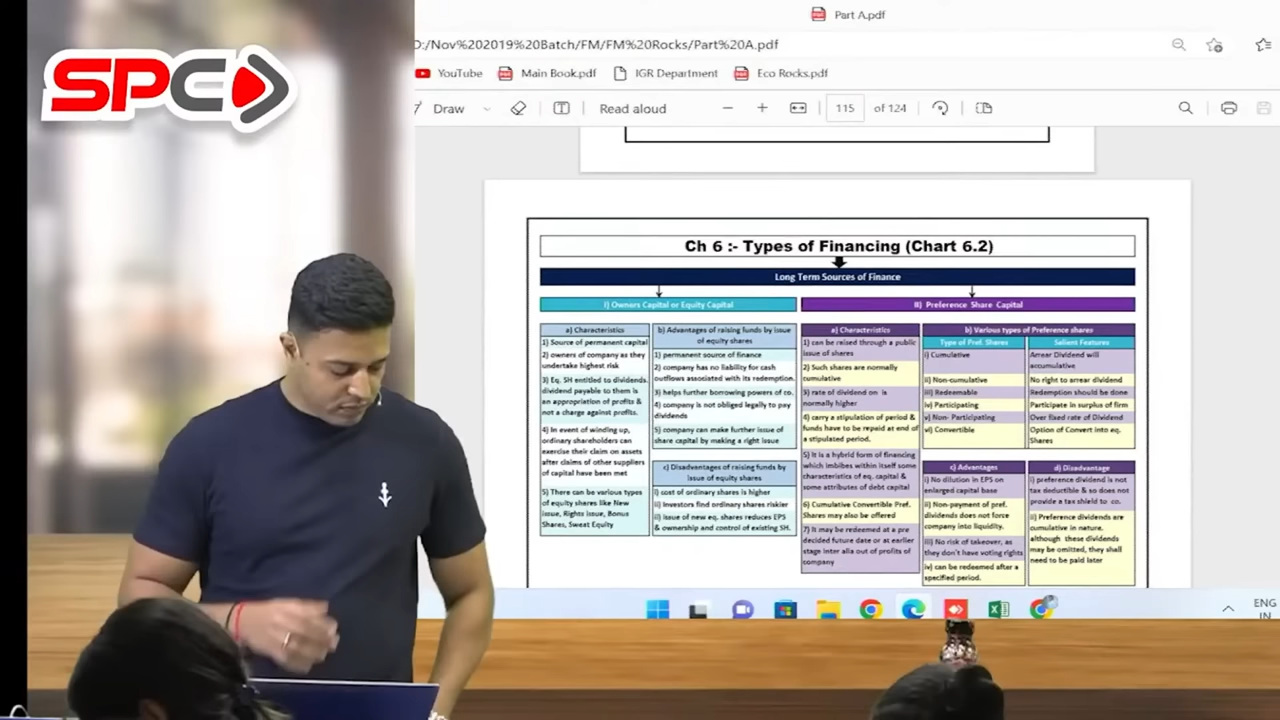 SPC
Part A.pdf
D:/Nov%202019%20Batch/FM/FM%20Rocks/Part%20A.pdf
YouTube
Main Book.pdf
IGR Department
Eco Rocks.pdf
Draw
Read aloud
115
of 124
Ch 6 :- Types of Financing (Chart 6.2)
Long Term Sources of Finance
I) Owners Capital or Equity Capital
II) Preference Share Capital
a) Characteristics
1) Source of permanent capital
2) owners of company as they
undertake highest risk
3) Eq. SH entitled to dividends.
dividend payable to them is
an appropriation of profits &
not a charge against profits.
4) In event of winding up,
ordinary shareholders can
exercise their claim on assets
after claims of other suppliers
of capital have been met
5) There can be various types
of equity shares like New
issue, Rights issue, Bonus
Shares, Sweat Equity
b) Advantages of raising funds by issue
of equity shares
1) permanent source of finance
2) company has no liability for cash
outflows associated with its redemption.
3) helps further borrowing powers of co.
4) company is not obliged legally to pay
dividends
5) company can make further issue of
share capital by making a right issue
c) Disadvantages of raising funds by
issue of equity shares
i) cost of ordinary shares is higher
ii) Investors find ordinary shares riskier
iii) issue of new eq. shares reduces EPS
& ownership and control of existing SH.
a) Characteristics
1) can be raised through a public
issue of shares
2) Such shares are normally
cumulative
3) rate of dividend on is
normally higher
4) carry a stipulation of period &
funds have to be repaid at end of
a stipulated period.
5) It is a hybrid form of financing
which imbibes within itself some
characteristics of eq. capital &
some attributes of debt capital
6) Cumulative Convertible Pref.
Shares may also be offered
7) It may be redeemed at a pre
decided future date or at earlier
stage inter alia out of profits of
company
b) Various types of Preference shares
Type of Pref. Shares
Salient Features
i) Cumulative
Arrear Dividend will
accumulative
ii) Non-cumulative
No right to arrear dividend
iii) Redeemable
Redemption should be done
iv) Participating
Participate in surplus of firm
v) Non- Participating
Over fixed rate of Dividend
vi) Convertible
Option of Convert into eq.
Shares
c) Advantages
i) No dilution in EPS on
enlarged capital base
ii) Non-payment of pref.
dividends does not force
company into liquidity.
iii) No risk of takeover, as
they don't have voting rights
iv) can be redeemed after a
specified period.
d) Disadvantage
i) preference dividend is not
tax deductible & so does not
provide a tax shield to co.
ii) Preference dividends are
cumulative in nature.
although these dividends
may be omitted, they shall
need to be paid later
ENG
IN